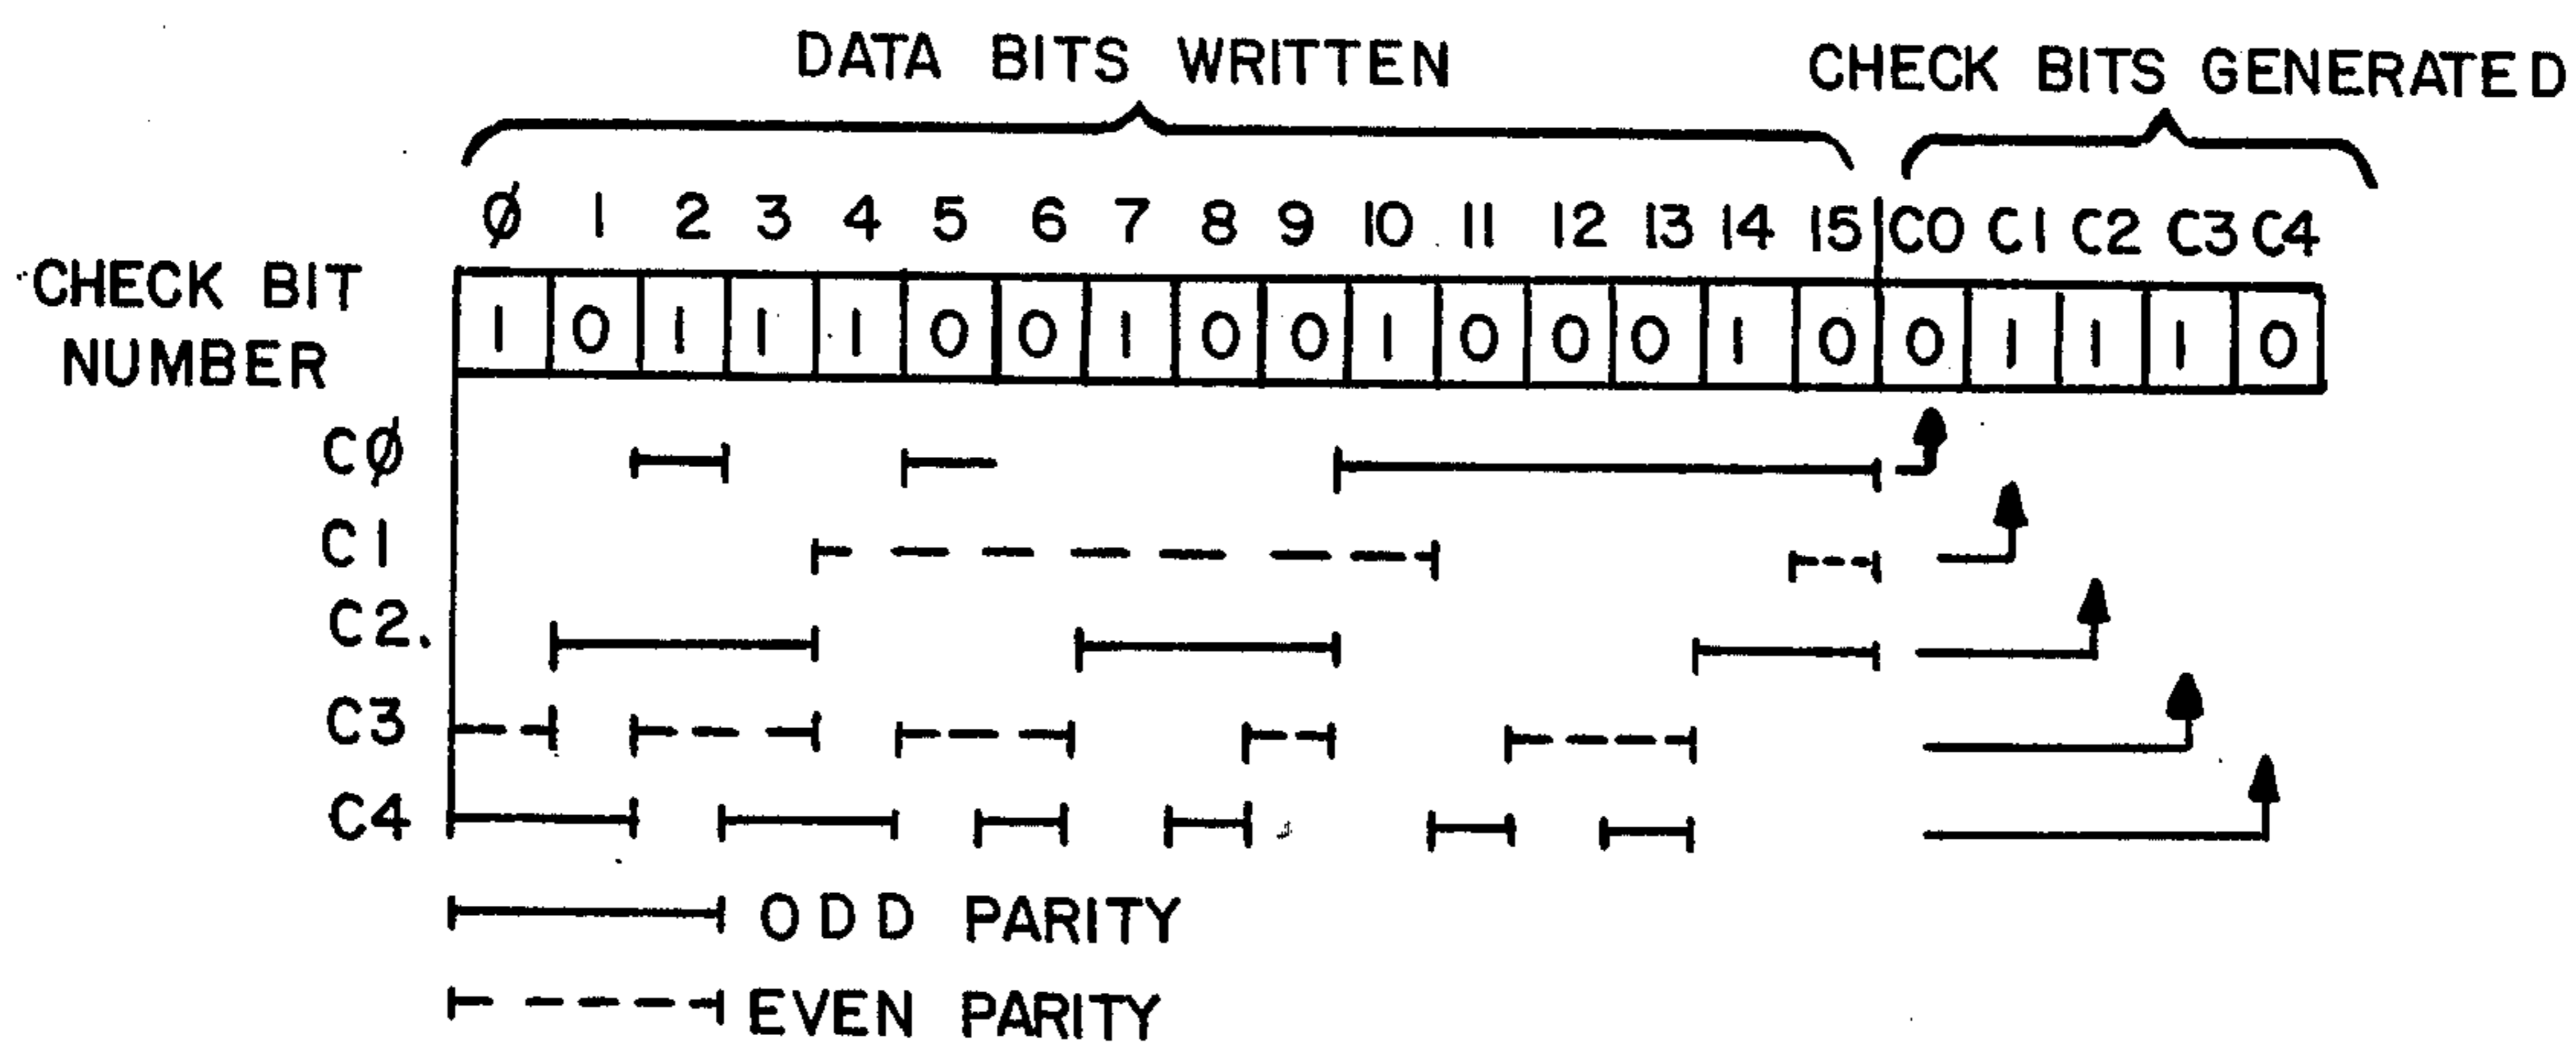 DATA BITS WRITTEN CHECK BITS GENERATED
Ø 1 2 3 4 5 6 7 8 9 10 11 12 13 14 15 C0 C1 C2 C3 C4
CHECK BIT
NUMBER
1 0 1 1 1 0 0 1 0 0 1 0 0 0 1 0 0 1 1 1 0
CØ
C1
C2.
C3
C4
ODD PARITY
EVEN PARITY